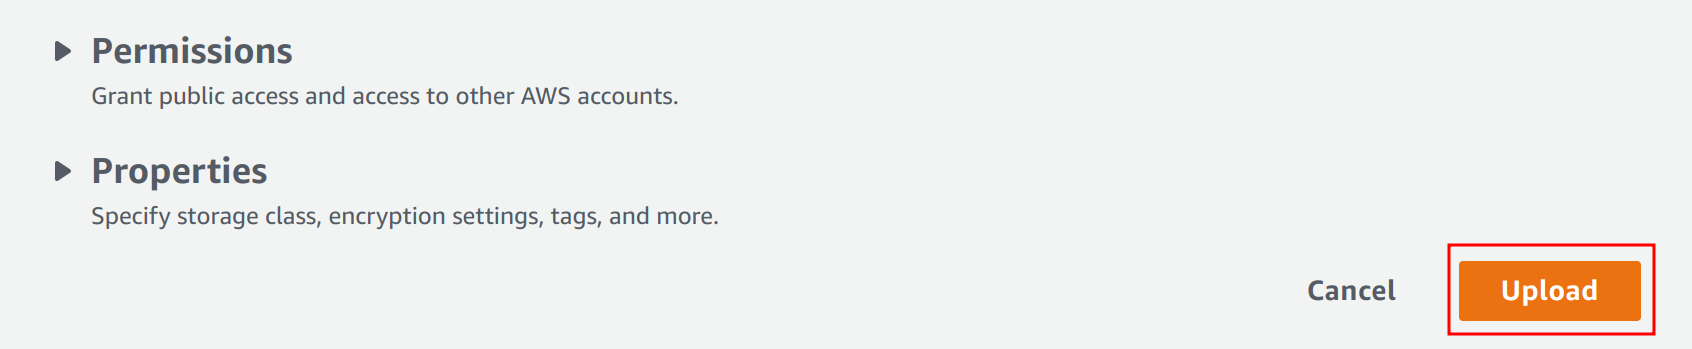 Permissions
Grant public access and access to other AWS accounts.
Properties
Specify storage class, encryption settings, tags, and more.
Cancel
Upload